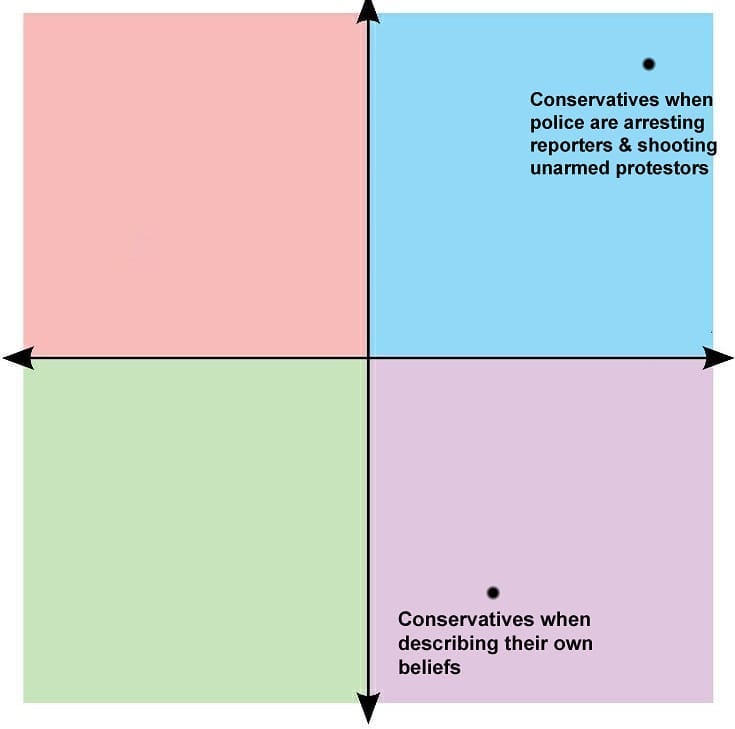 Conservatives when
police are arresting
reporters & shooting
unarmed protestors
Conservatives when
describing their own
beliefs